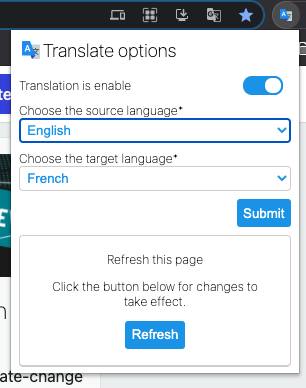 Translate options
Translation is enable
Choose the source language*
English
Choose the target language*
French
Submit
Refresh this page
Click the button below for changes to
take effect.
Refresh
ate-change